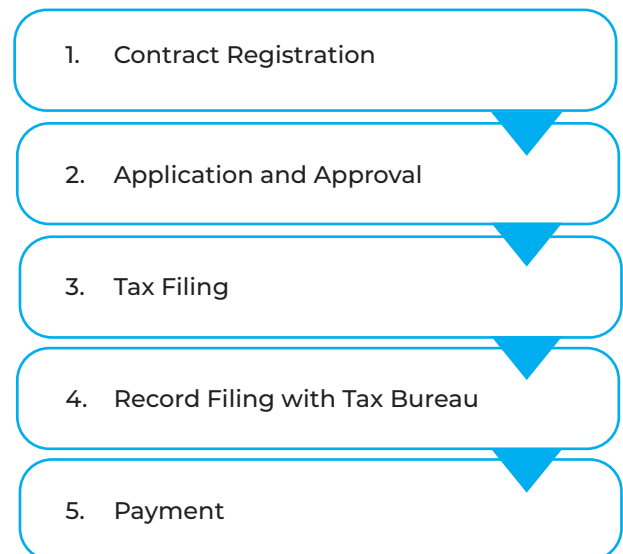 1. Contract Registration
2. Application and Approval
3. Tax Filing
4. Record Filing with Tax Bureau
5. Payment